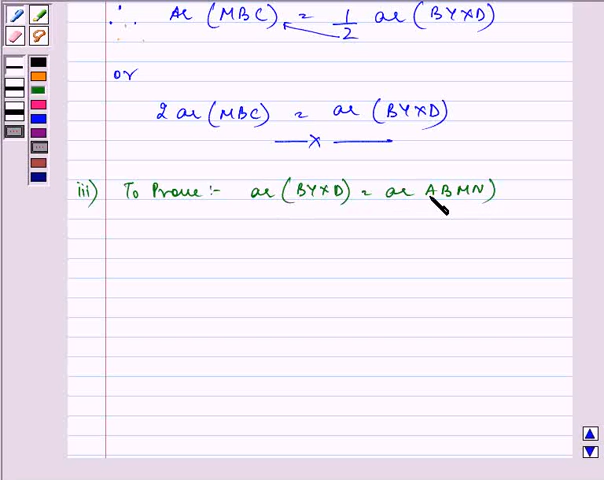 ∴ Ar (MBC) = 1/2 ar (BYXD)
or
2 ar (MBC) = ar (BYXD)
—x—
iii) To Prove :- ar (BYXD) = ar ABMN)